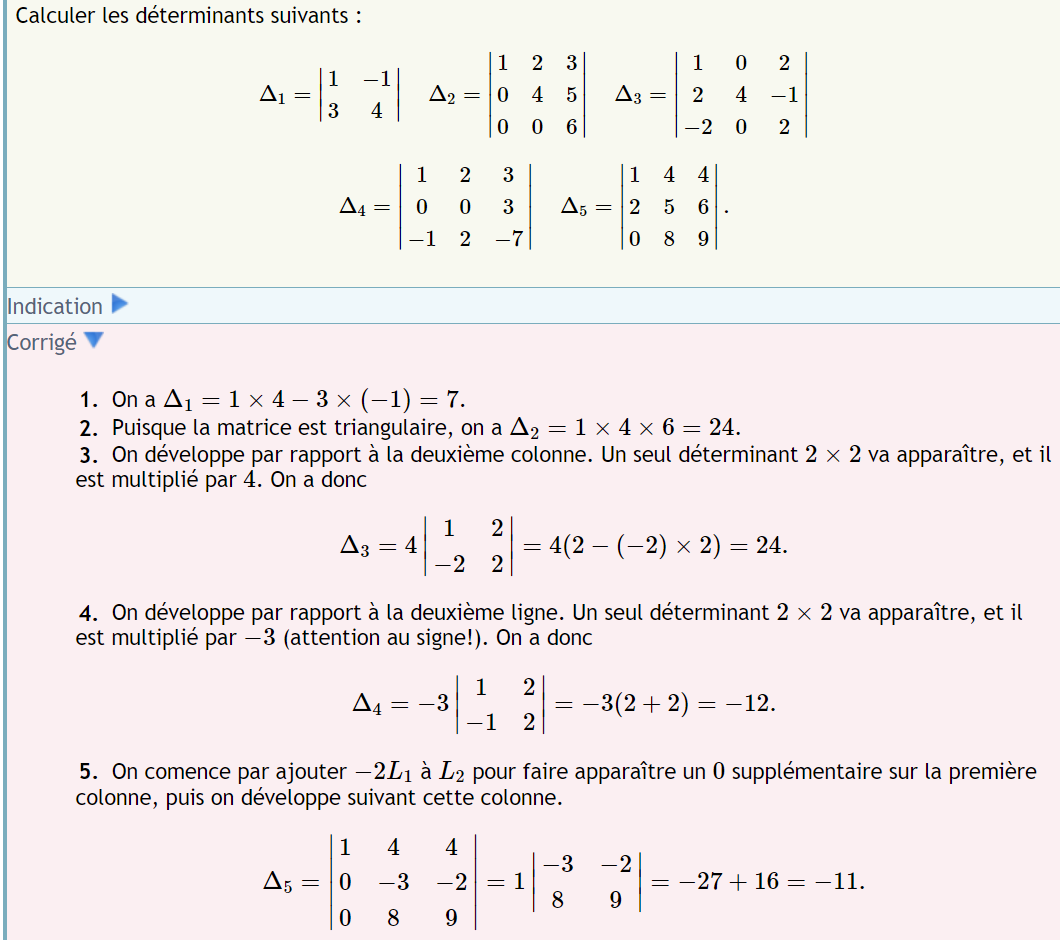 Calculer les déterminants suivants :
Δ₁ = |1 −1; 3 4| Δ₂ = |1 2 3; 0 4 5; 0 0 6| Δ₃ = |1 0 2; 2 4 −1; −2 0 2|
Δ₄ = |1 2 3; 0 0 3; −1 2 −7| Δ₅ = |1 4 4; 2 5 6; 0 8 9|.
Indication
Corrigé
1. On a Δ₁ = 1 × 4 − 3 × (−1) = 7.
2. Puisque la matrice est triangulaire, on a Δ₂ = 1 × 4 × 6 = 24.
3. On développe par rapport à la deuxième colonne. Un seul déterminant 2 × 2 va apparaître, et il
est multiplié par 4. On a donc
Δ₃ = 4 |1 2; −2 2| = 4(2 − (−2) × 2) = 24.
4. On développe par rapport à la deuxième ligne. Un seul déterminant 2 × 2 va apparaître, et il
est multiplié par −3 (attention au signe!). On a donc
Δ₄ = −3 |1 2; −1 2| = −3(2 + 2) = −12.
5. On comence par ajouter −2L₁ à L₂ pour faire apparaître un 0 supplémentaire sur la première
colonne, puis on développe suivant cette colonne.
Δ₅ = |1 4 4; 0 −3 −2; 0 8 9| = 1 |−3 −2; 8 9| = −27 + 16 = −11.